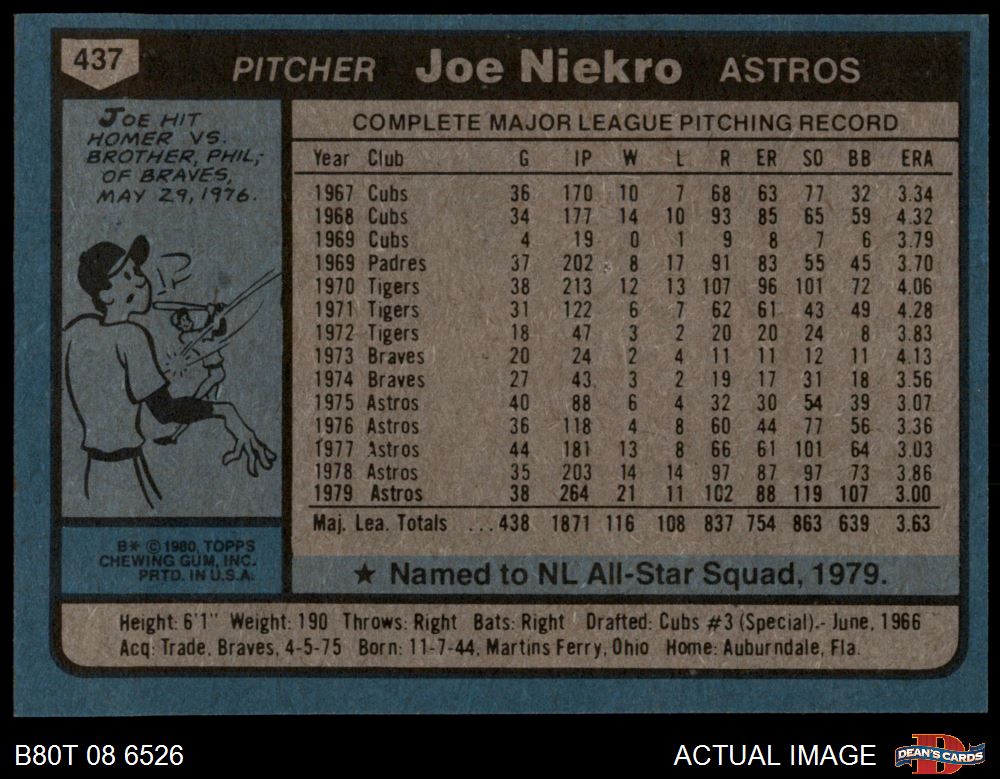 437
PITCHER Joe Niekro ASTROS
JOE HIT
HOMER VS.
BROTHER, PHIL,
OF BRAVES,
MAY 29, 1976.
!?
B* © 1980, TOPPS
CHEWING GUM, INC.
PRTD. IN U.S.A.
COMPLETE MAJOR LEAGUE PITCHING RECORD
Year Club G IP W L R ER SO BB ERA
1967 Cubs 36 170 10 7 68 63 77 32 3.34
1968 Cubs 34 177 14 10 93 85 65 59 4.32
1969 Cubs 4 19 0 1 9 8 7 6 3.79
1969 Padres 37 202 8 17 91 83 55 45 3.70
1970 Tigers 38 213 12 13 107 96 101 72 4.06
1971 Tigers 31 122 6 7 62 61 43 49 4.28
1972 Tigers 18 47 3 2 20 20 24 8 3.83
1973 Braves 20 24 2 4 11 11 12 11 4.13
1974 Braves 27 43 3 2 19 17 31 18 3.56
1975 Astros 40 88 6 4 32 30 54 39 3.07
1976 Astros 36 118 4 8 60 44 77 56 3.36
1977 Astros 44 181 13 8 66 61 101 64 3.03
1978 Astros 35 203 14 14 97 87 97 73 3.86
1979 Astros 38 264 21 11 102 88 119 107 3.00
Maj. Lea. Totals ...438 1871 116 108 837 754 863 639 3.63
★ Named to NL All-Star Squad, 1979.
Height: 6'1" Weight: 190 Throws: Right Bats: Right Drafted: Cubs #3 (Special).- June, 1966
Acq: Trade, Braves, 4-5-75 Born: 11-7-44, Martins Ferry, Ohio Home: Auburndale, Fla.
B80T 08 6526
ACTUAL IMAGE
D
DEAN'S CARDS